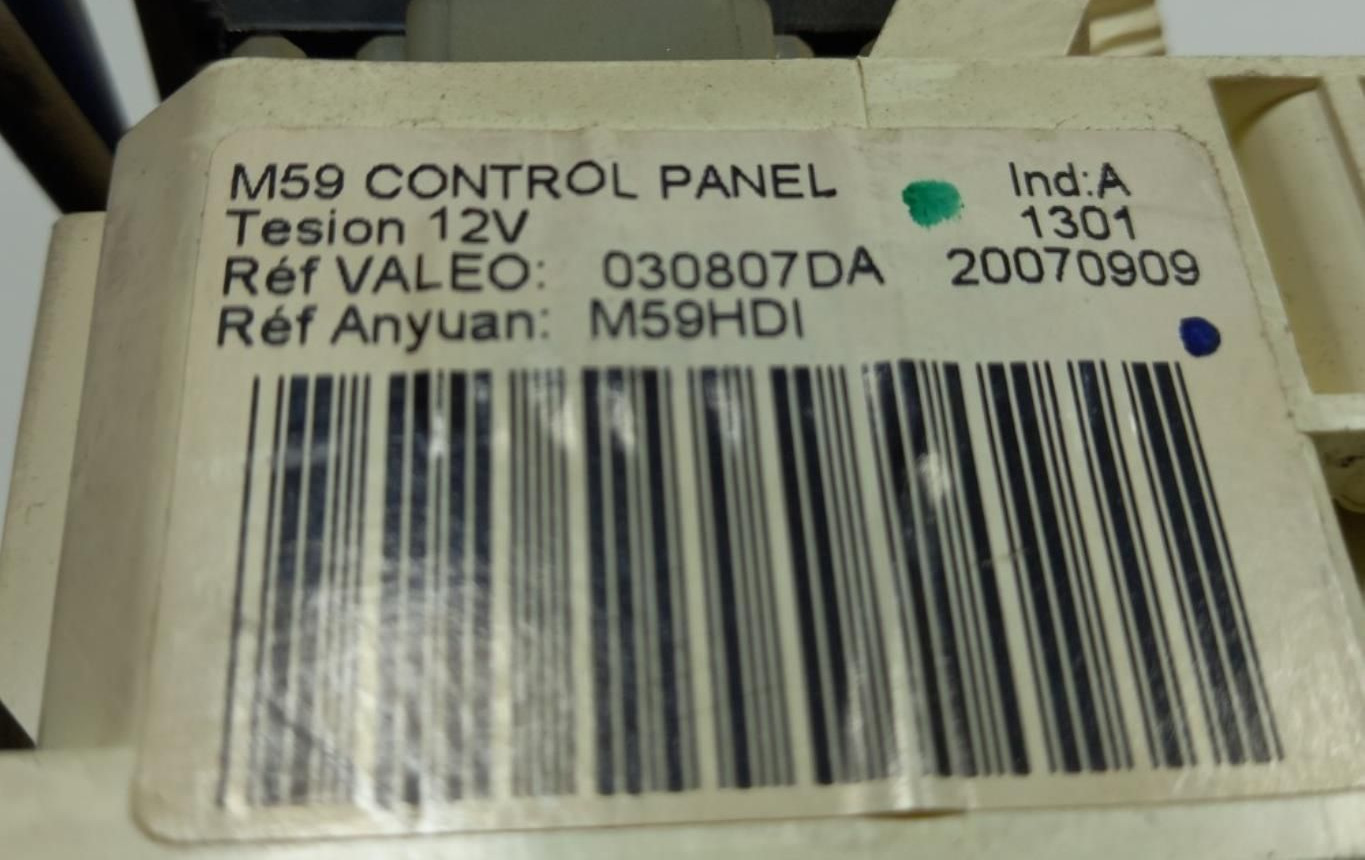 M59 CONTROL PANEL Ind:A
Tesion 12V 1301
Réf VALEO: 030807DA 20070909
Réf Anyuan: M59HDI